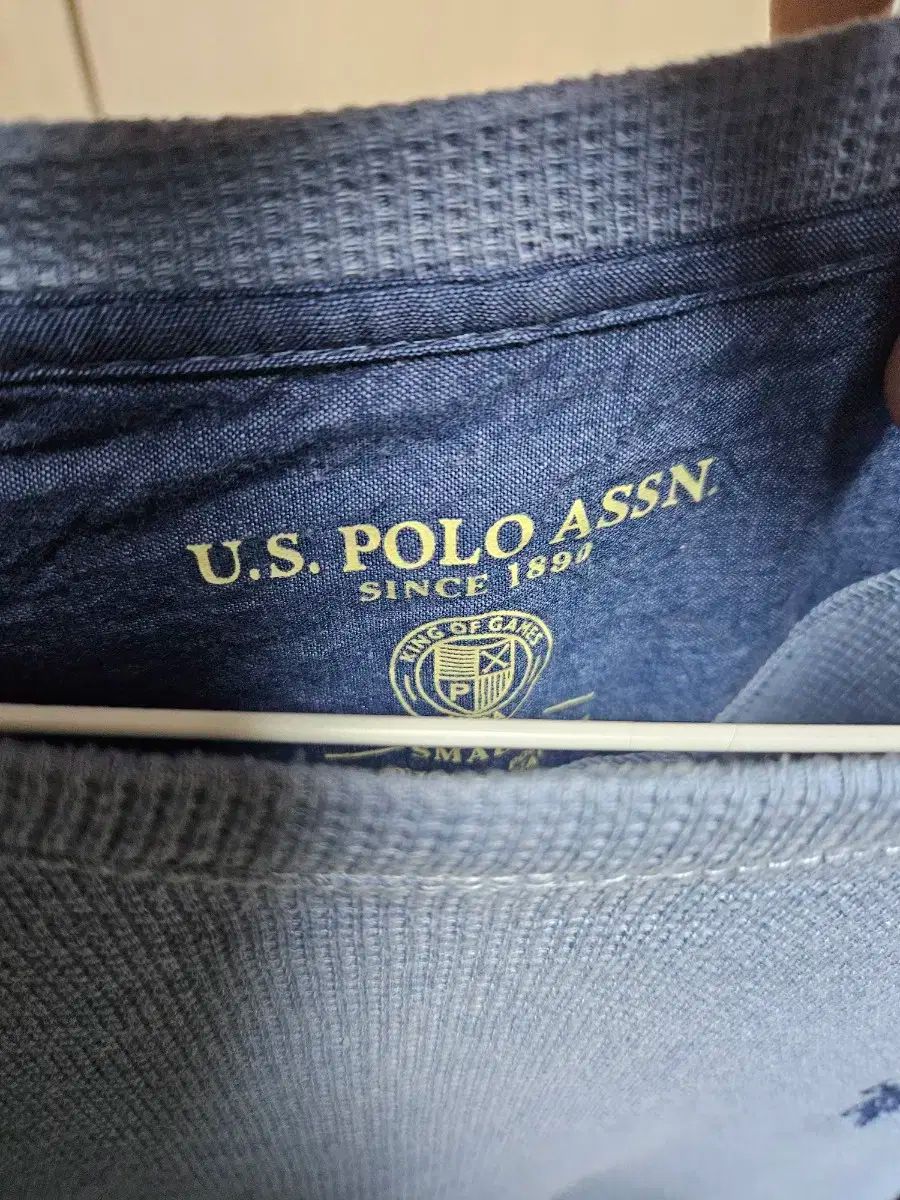 U.S. POLO ASSN.
SINCE 1890
KING OF GAMES
P